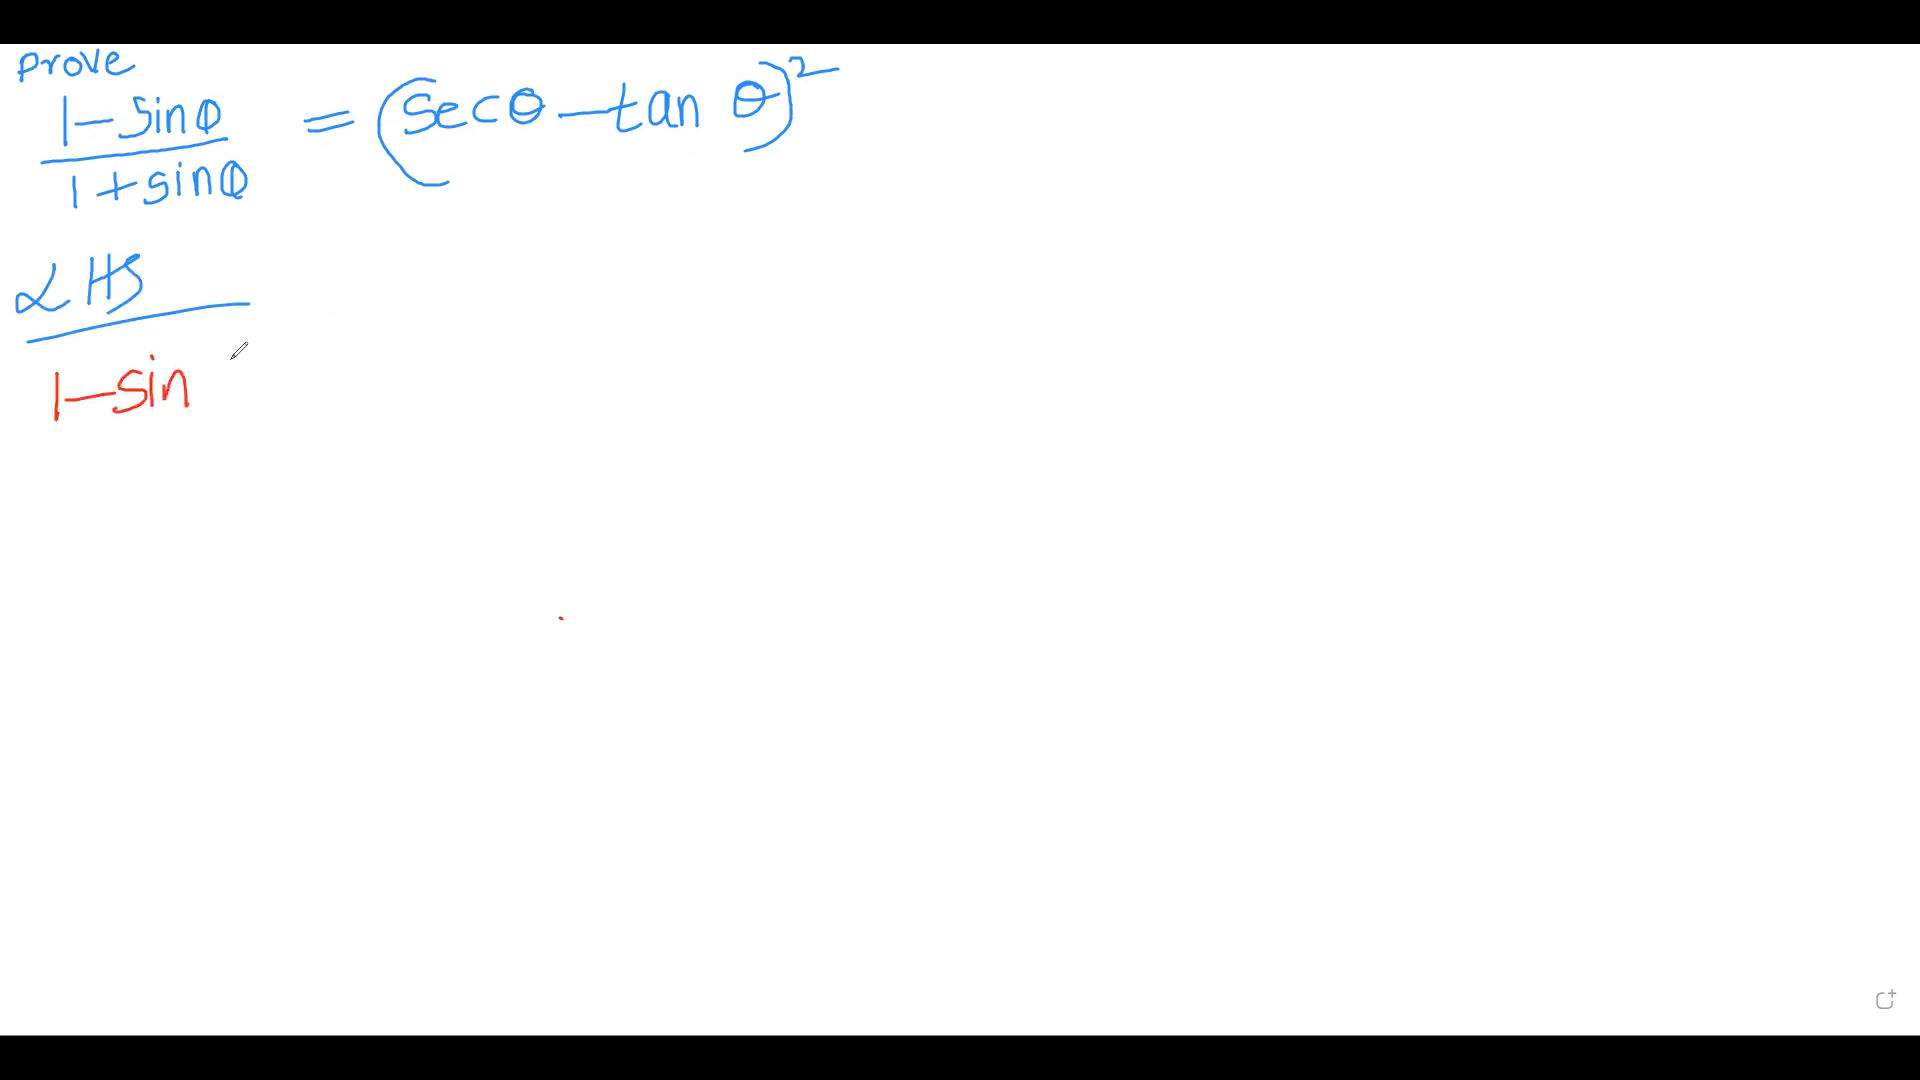 Prove
1 - sinθ = (secθ - tan θ)²
1 + sinθ
LHS
1 - sin